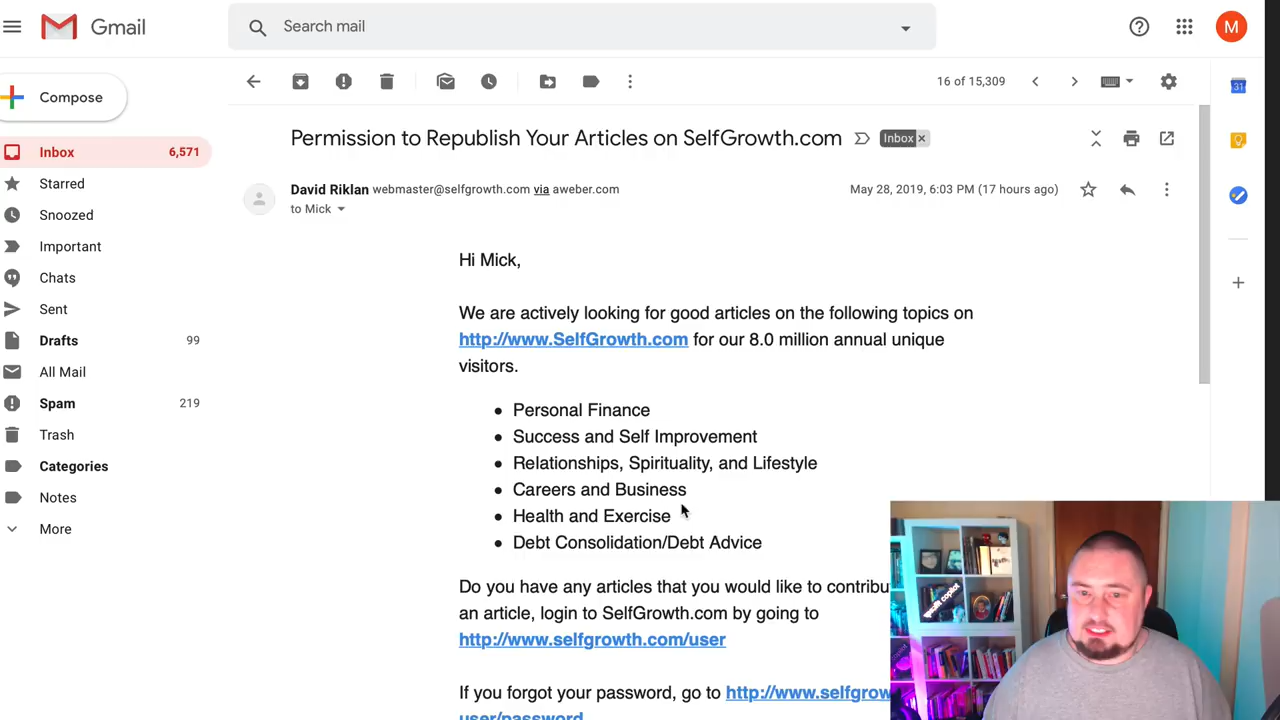 Gmail
Search mail
M
Compose
16 of 15,309
31
Inbox 6,571
Starred
Snoozed
Important
Chats
Sent
Drafts 99
All Mail
Spam 219
Trash
Categories
Notes
More
Permission to Republish Your Articles on SelfGrowth.com Inbox x
David Riklan webmaster@selfgrowth.com via aweber.com
May 28, 2019, 6:03 PM (17 hours ago)
to Mick
Hi Mick,
We are actively looking for good articles on the following topics on
http://www.SelfGrowth.com for our 8.0 million annual unique
visitors.
• Personal Finance
• Success and Self Improvement
• Relationships, Spirituality, and Lifestyle
• Careers and Business
• Health and Exercise
• Debt Consolidation/Debt Advice
Do you have any articles that you would like to contribu
an article, login to SelfGrowth.com by going to
http://www.selfgrowth.com/user
If you forgot your password, go to http://www.selfgrow
user/password